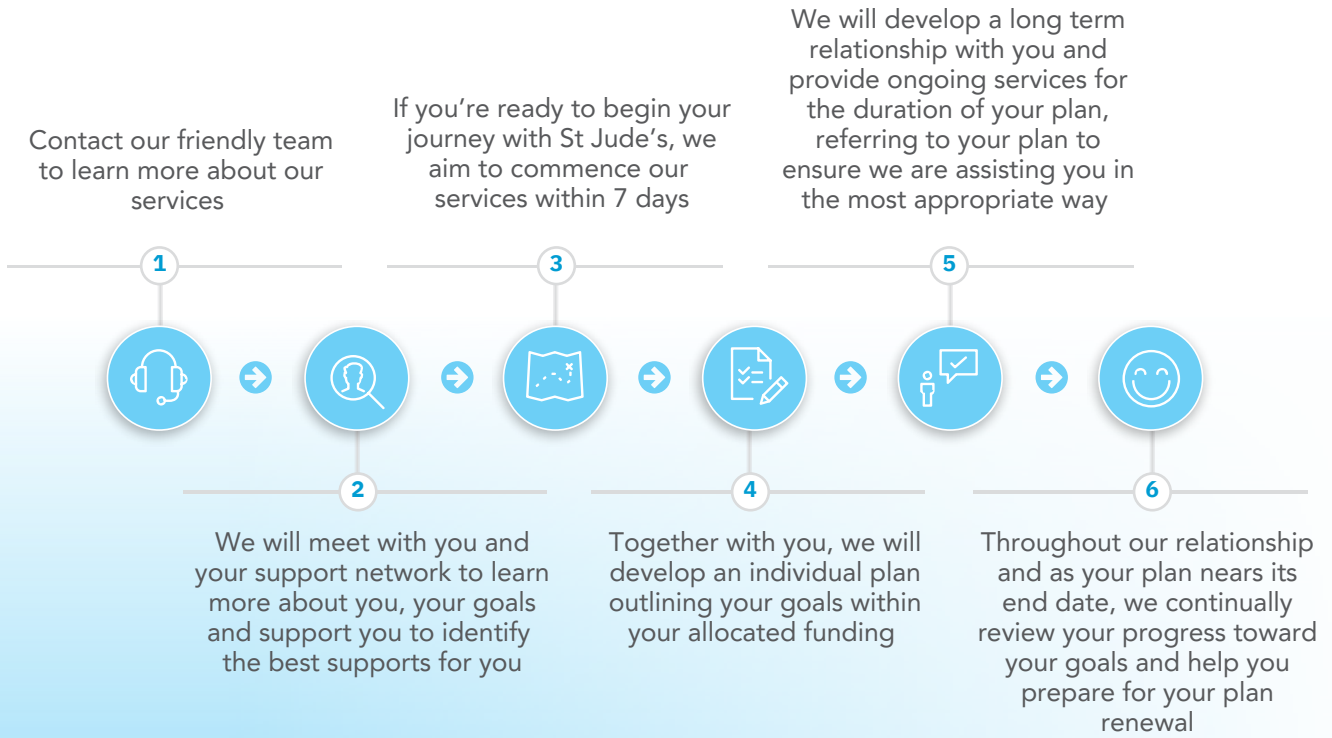 Contact our friendly team
to learn more about our
services
1
2
We will meet with you and
your support network to learn
more about you, your goals
and support you to identify
the best supports for you
If you’re ready to begin your
journey with St Jude’s, we
aim to commence our
services within 7 days
3
4
Together with you, we will
develop an individual plan
outlining your goals within
your allocated funding
We will develop a long term
relationship with you and
provide ongoing services for
the duration of your plan,
referring to your plan to
ensure we are assisting you in
the most appropriate way
5
6
Throughout our relationship
and as your plan nears its
end date, we continually
review your progress toward
your goals and help you
prepare for your plan
renewal